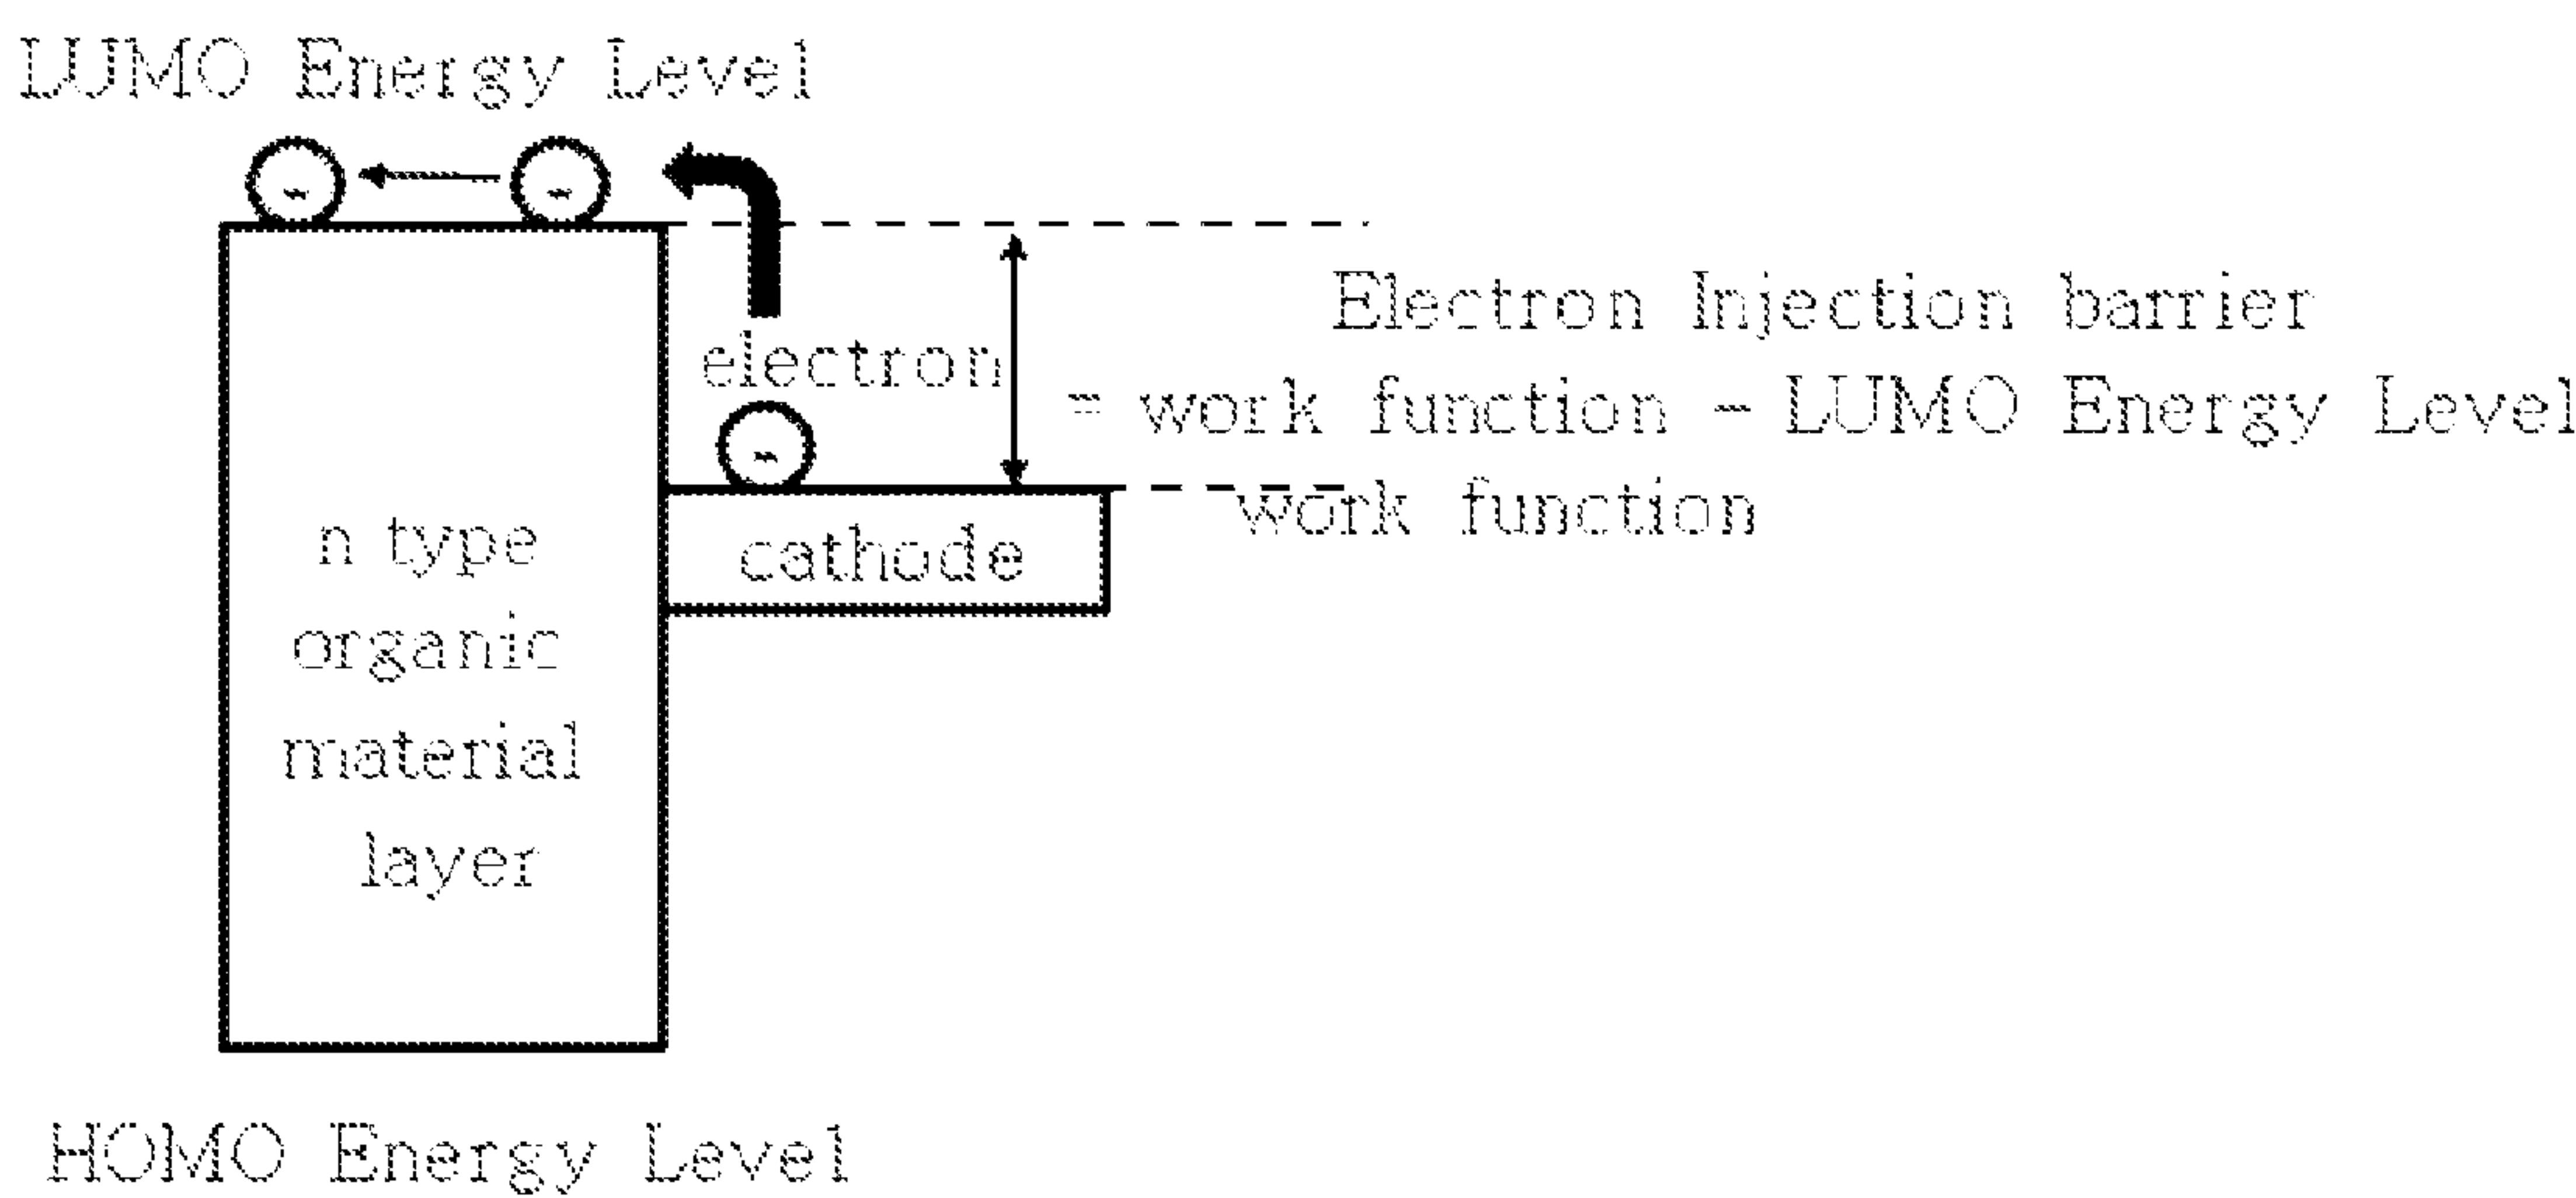 LUMO Energy Level
-
-
electron
-
Electron Injection barrier
= work function - LUMO Energy Level
work function
cathode
n type
organic
material
layer
HOMO Energy Level